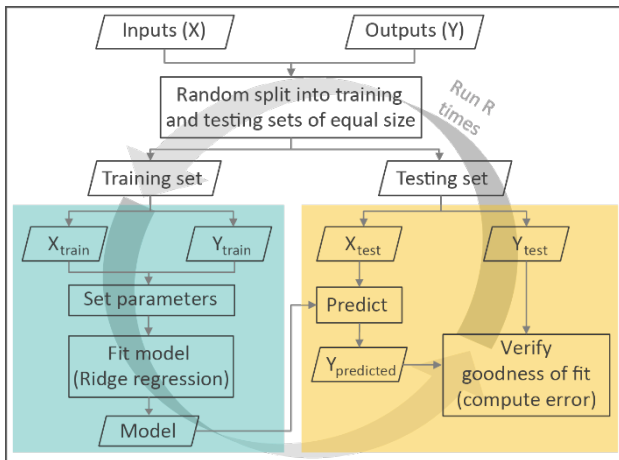 Inputs (X)
Outputs (Y)
Random split into training
and testing sets of equal size
Run R
times
Training set
Testing set
Xtrain
Ytrain
Xtest
Ytest
Set parameters
Predict
Fit model
(Ridge regression)
Ypredicted
Verify
goodness of fit
(compute error)
Model